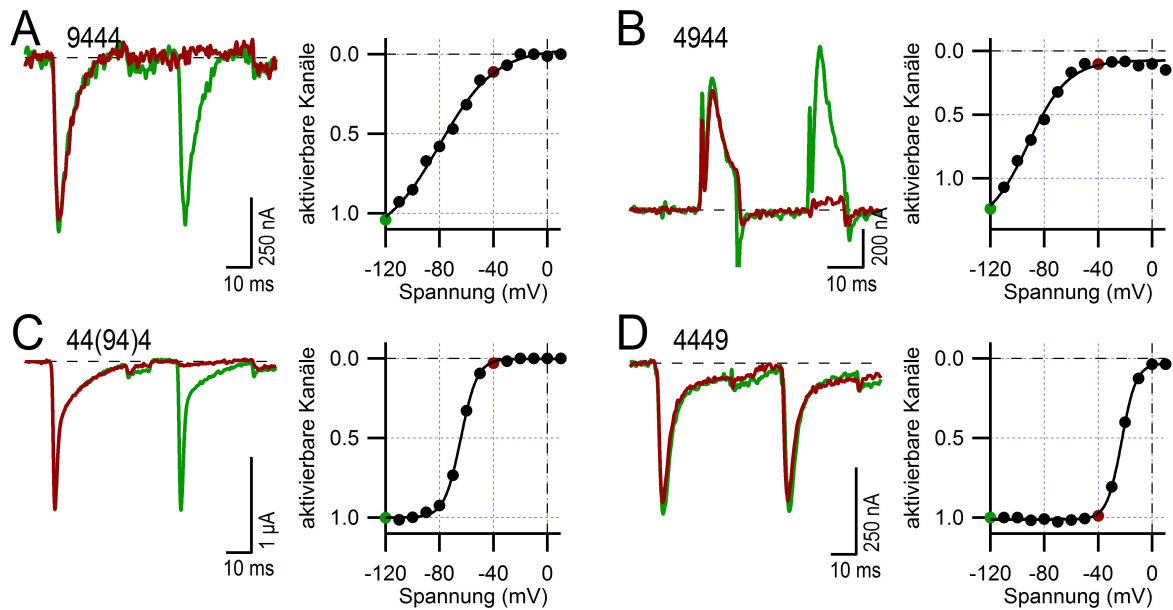 A
9444
250 nA
10 ms
aktivierbare Kanäle
0.0
0.5
1.0
-120 -80 -40 0
Spannung (mV)
B
4944
200 nA
10 ms
aktivierbare Kanäle
0.0
0.5
1.0
-120 -80 -40 0
Spannung (mV)
C
44(94)4
1 µA
10 ms
aktivierbare Kanäle
0.0
0.5
1.0
-120 -80 -40 0
Spannung (mV)
D
4449
250 nA
10 ms
aktivierbare Kanäle
0.0
0.5
1.0
-120 -80 -40 0
Spannung (mV)